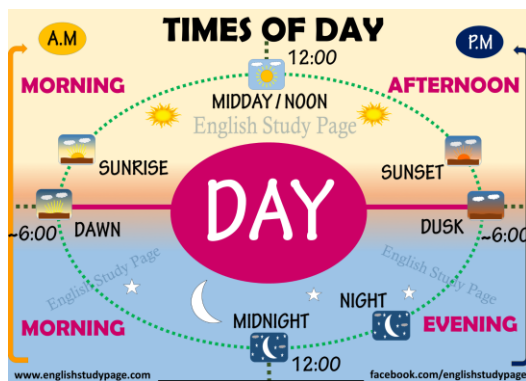 TIMES OF DAY
A.M
P.M
12:00
MORNING
AFTERNOON
MIDDAY / NOON
English Study Page
SUNRISE
SUNSET
DAY
DAWN
DUSK
~6:00
~6:00
English Study Page
English Study Page
MORNING
MIDNIGHT
NIGHT
EVENING
12:00
www.englishstudypage.com
facebook.com/englishstudypage